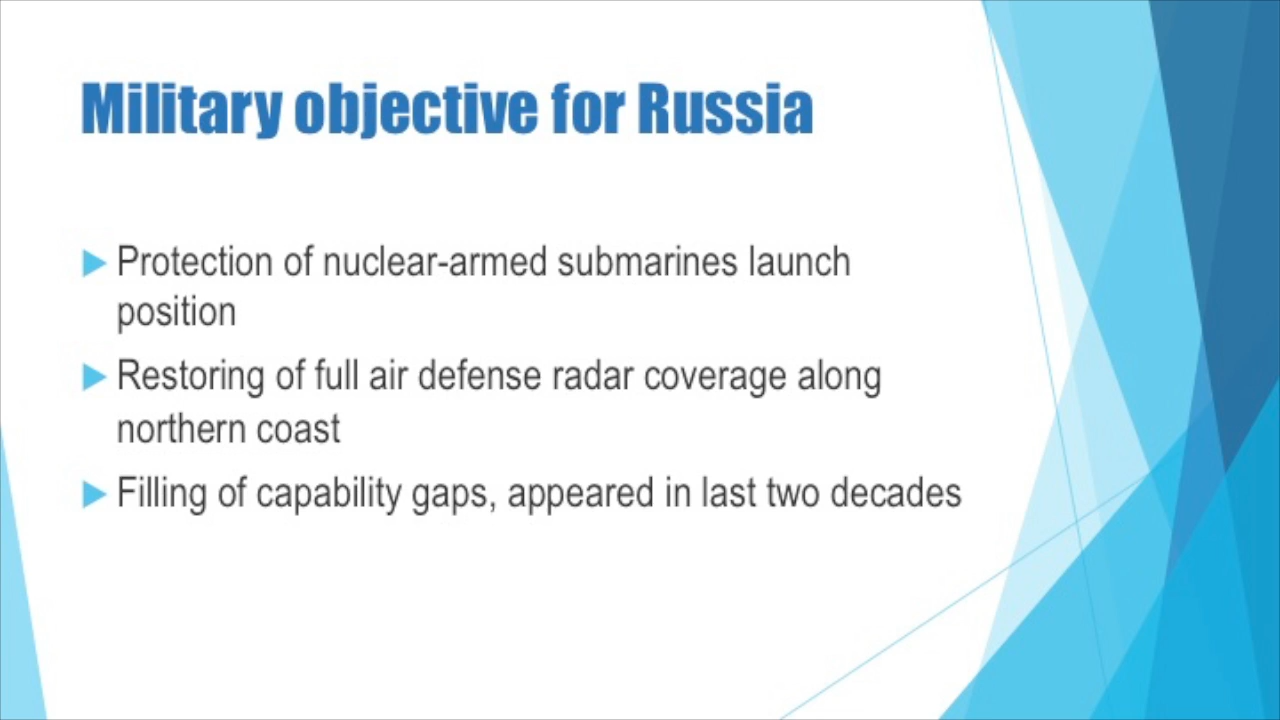 Military objective for Russia
Protection of nuclear-armed submarines launch
position
Restoring of full air defense radar coverage along
northern coast
Filling of capability gaps, appeared in last two decades